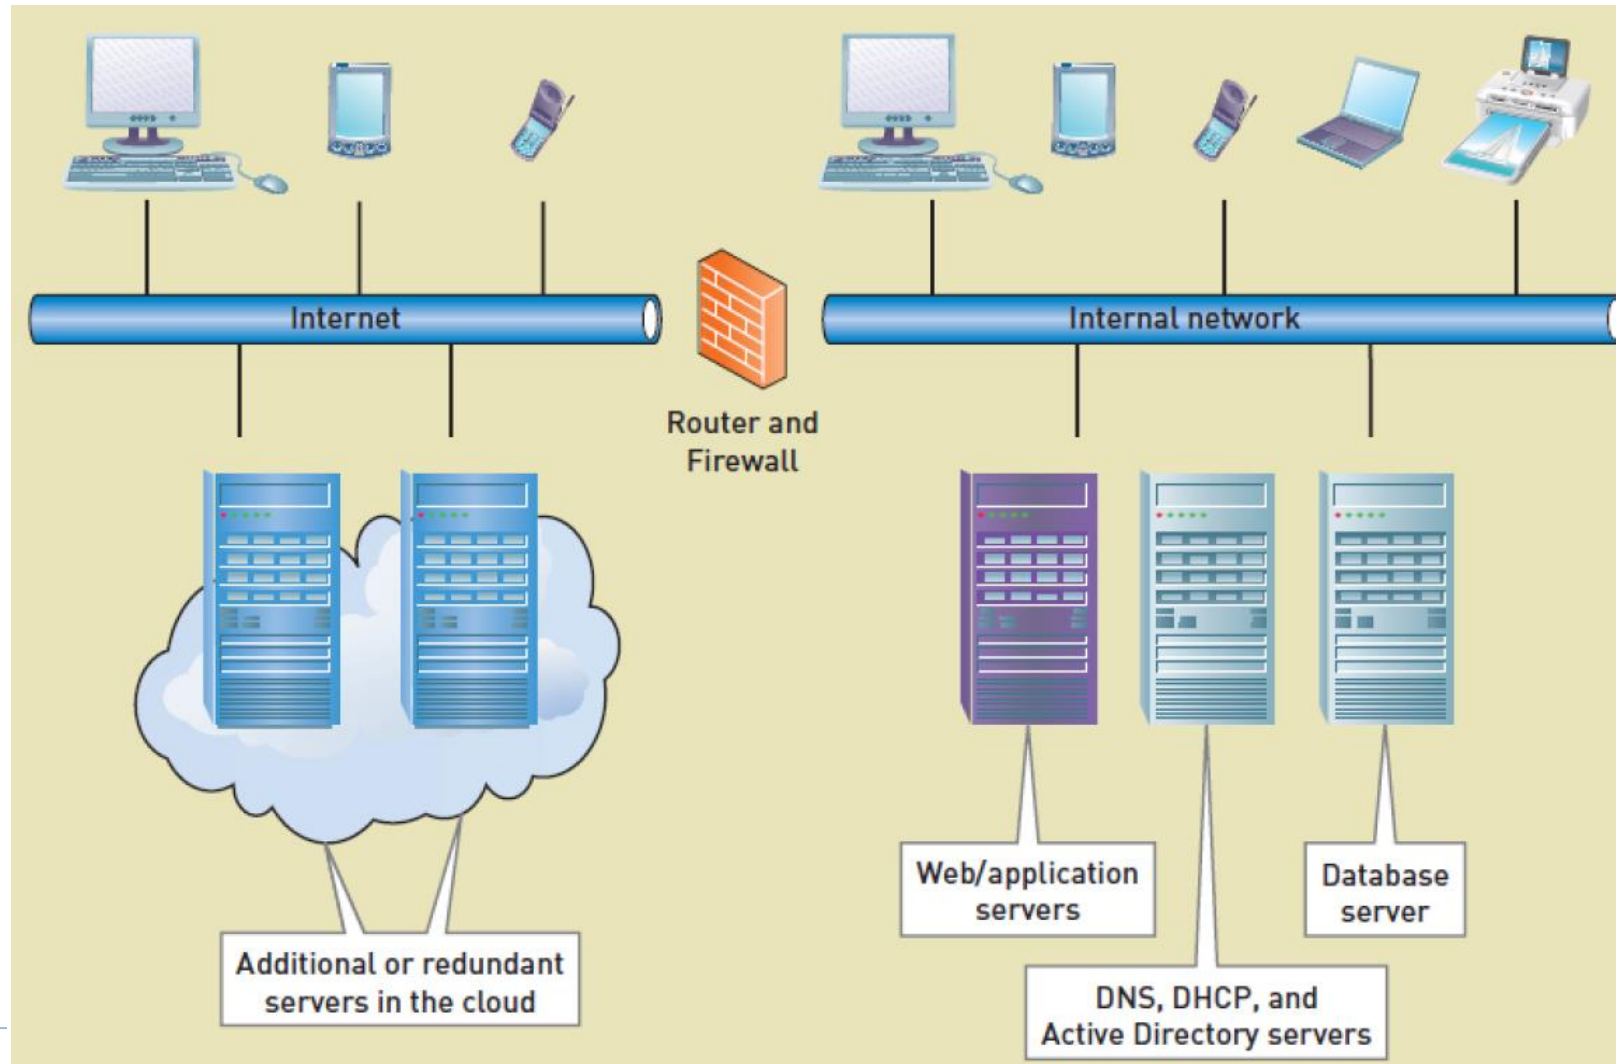 Internet
Internal network
Router and
Firewall
Additional or redundant
servers in the cloud
Web/application
servers
DNS, DHCP, and
Active Directory servers
Database
server